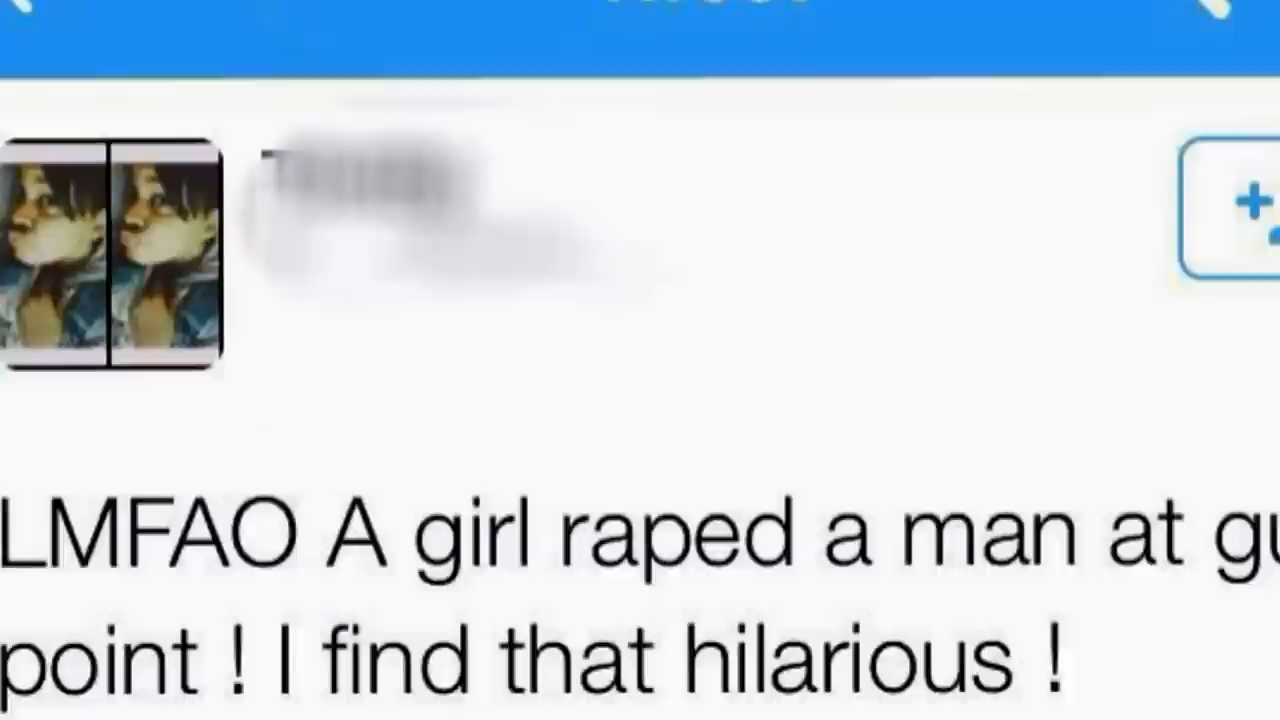 LMFAO A girl raped a man at gu
point ! I find that hilarious !